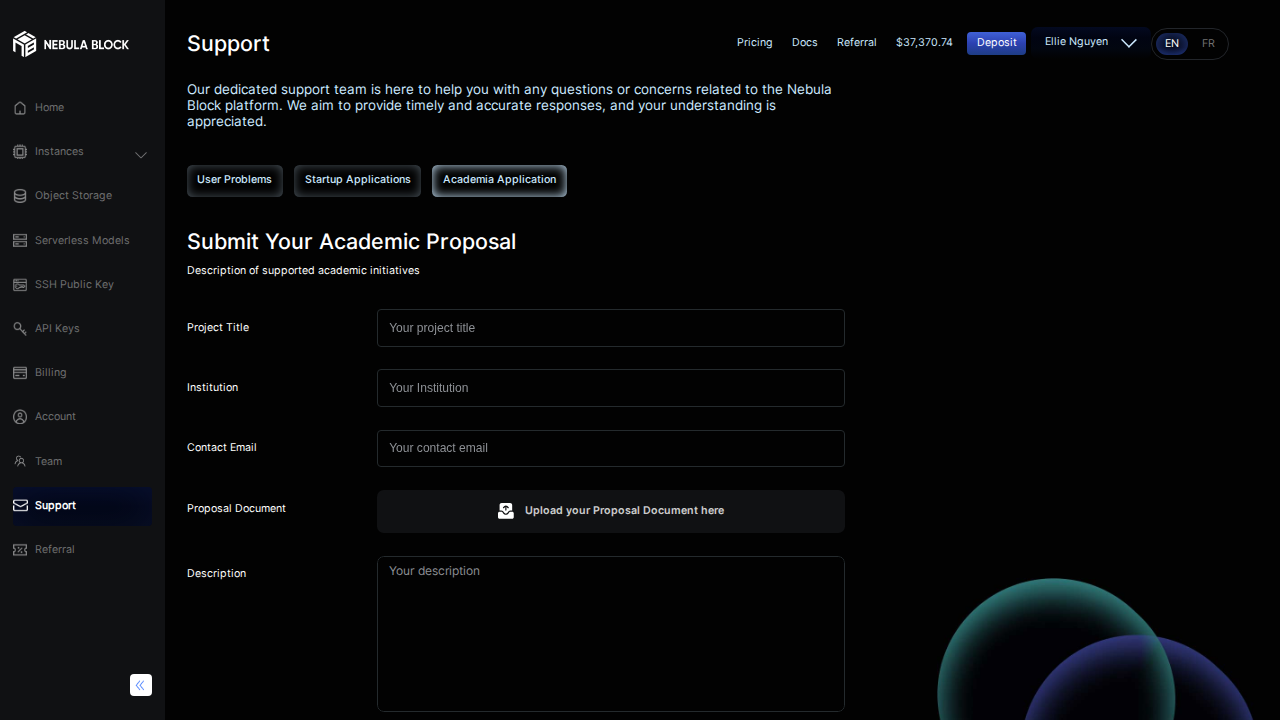 NEBULA BLOCK
Home
Instances
Object Storage
Serverless Models
SSH Public Key
API Keys
Billing
Account
Team
Support
Referral
Support
Pricing
Docs
Referral
$37,370.74
Deposit
Ellie Nguyen
EN
FR
Our dedicated support team is here to help you with any questions or concerns related to the Nebula
Block platform. We aim to provide timely and accurate responses, and your understanding is
appreciated.
User Problems
Startup Applications
Academia Application
Submit Your Academic Proposal
Description of supported academic initiatives
Project Title
Your project title
Institution
Your Institution
Contact Email
Your contact email
Proposal Document
Upload your Proposal Document here
Description
Your description